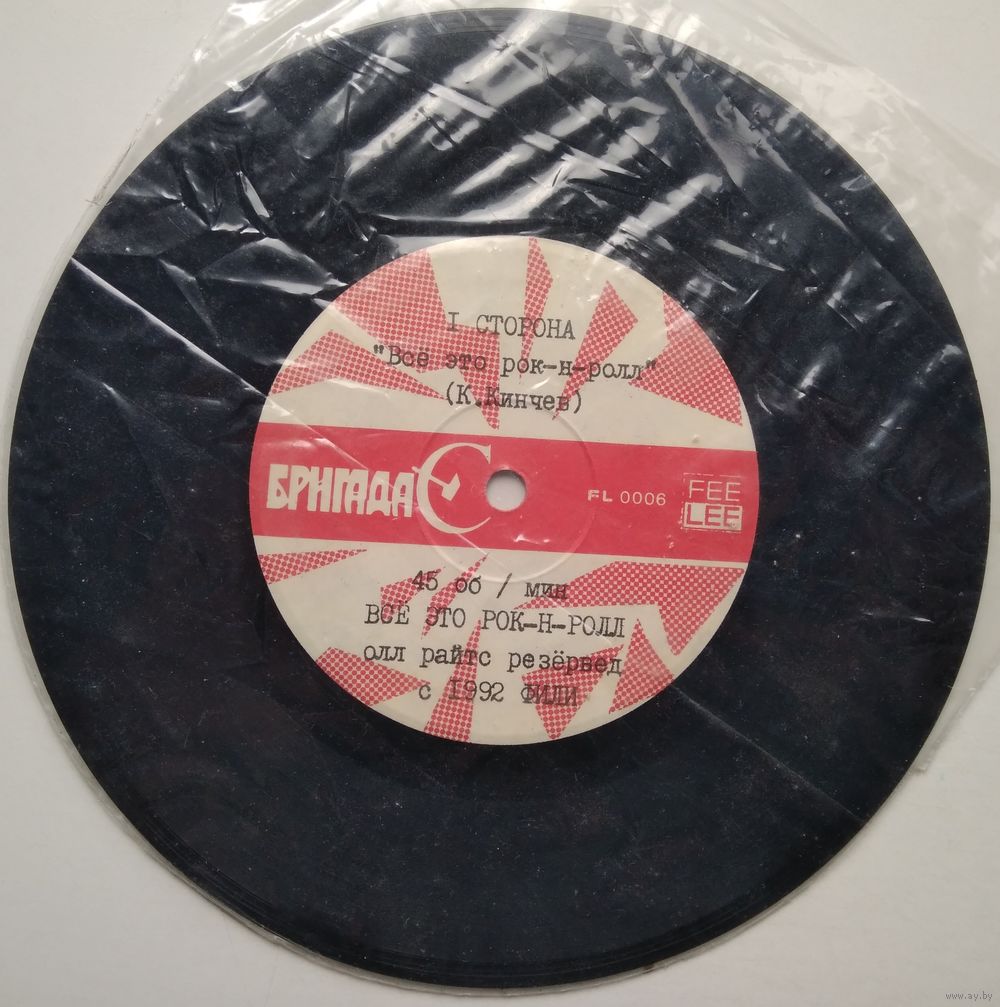 I СТОРОНА
"Всё это рок-н-ролл"
(К.Кинчев)
БРИГАДА С
FL 0006
FEE
LEE
45 об / мин
ВСЁ ЭТО РОК-Н-РОЛЛ
олл райтс резёрвед
с 1992 ФИЛИ
www.ay.by